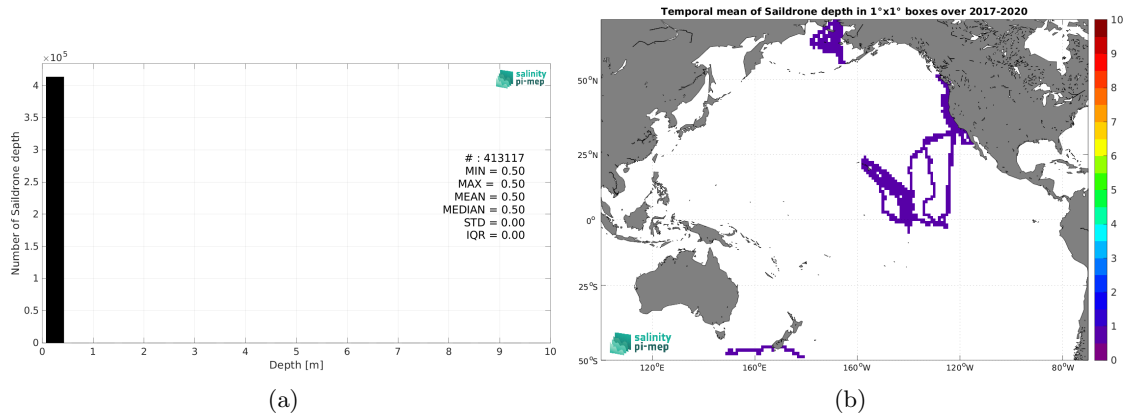 ×10⁵
4
3.5
3
2.5
2
1.5
1
0.5
0
Number of Saildrone depth
0 1 2 3 4 5 6 7 8 9 10
Depth [m]
salinity
pi-mep
# : 413117
MIN = 0.50
MAX = 0.50
MEAN = 0.50
MEDIAN = 0.50
STD = 0.00
IQR = 0.00
(a)
Temporal mean of Saildrone depth in 1°x1° boxes over 2017-2020
50°N
25°N
0°
25°S
50°S
120°E 160°E 160°W 120°W 80°W
salinity
pi-mep
10
9
8
7
6
5
4
3
2
1
0
(b)